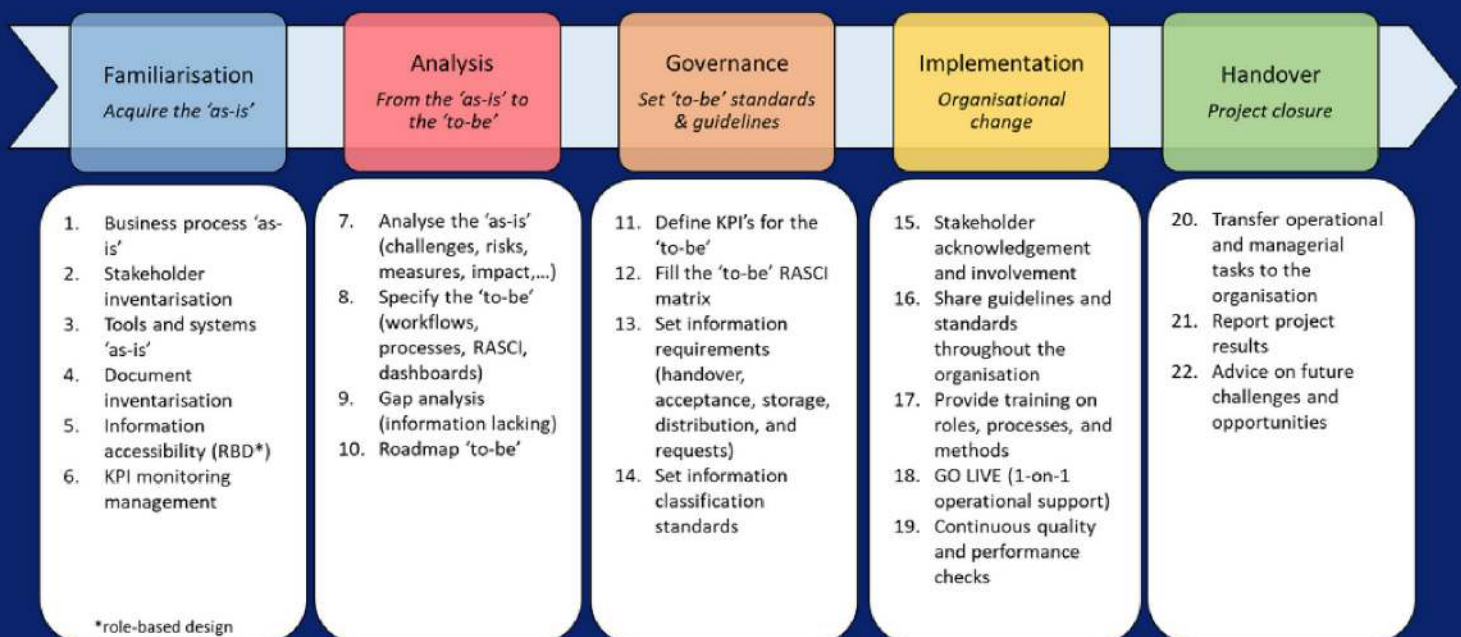 Familiarisation
Acquire the 'as-is'
Analysis
From the 'as-is' to
the 'to-be'
Governance
Set 'to-be' standards
& guidelines
Implementation
Organisational
change
Handover
Project closure
1. Business process 'as-
is'
2. Stakeholder
inventarisation
3. Tools and systems
'as-is'
4. Document
inventarisation
5. Information
accessibility (RBD*)
6. KPI monitoring
management
*role-based design
7. Analyse the 'as-is'
(challenges, risks,
measures, impact,...)
8. Specify the 'to-be'
(workflows,
processes, RASCI,
dashboards)
9. Gap analysis
(information lacking)
10. Roadmap 'to-be'
11. Define KPI's for the
'to-be'
12. Fill the 'to-be' RASCI
matrix
13. Set information
requirements
(handover,
acceptance, storage,
distribution, and
requests)
14. Set information
classification
standards
15. Stakeholder
acknowledgement
and involvement
16. Share guidelines and
standards
throughout the
organisation
17. Provide training on
roles, processes, and
methods
18. GO LIVE (1-on-1
operational support)
19. Continuous quality
and performance
checks
20. Transfer operational
and managerial
tasks to the
organisation
21. Report project
results
22. Advice on future
challenges and
opportunities